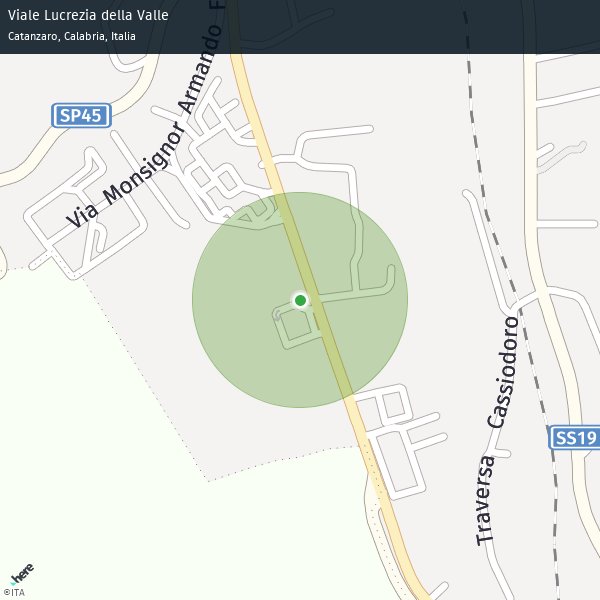 Viale Lucrezia della Valle
Catanzaro, Calabria, Italia
Via Monsignor Armando F
SP45
Traversa Cassiodoro
SS19
here
©ITA